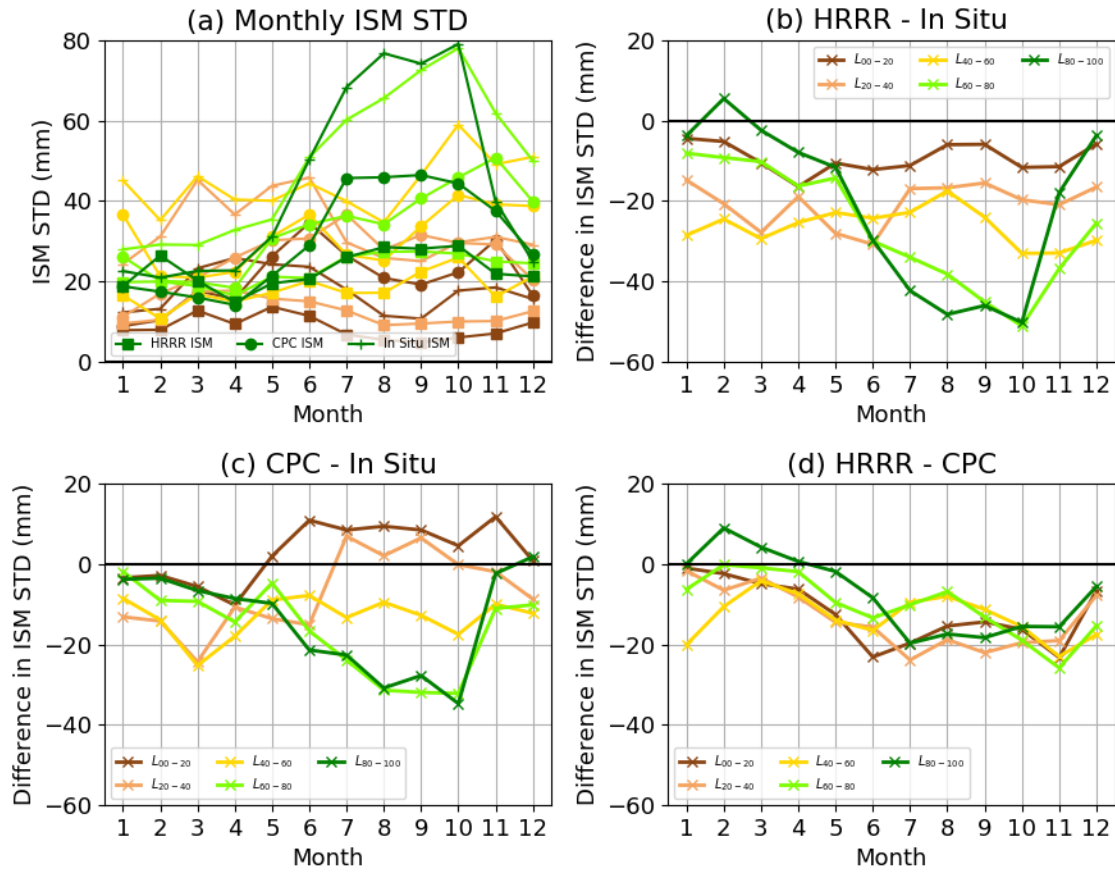 (a) Monthly ISM STD
ISM STD (mm)
80
60
40
20
0
HRRR ISM
CPC ISM
In Situ ISM
1 2 3 4 5 6 7 8 9 10 11 12
Month
(b) HRRR - In Situ
Difference in ISM STD (mm)
20
0
−20
−40
−60
L00−20
L20−40
L40−60
L60−80
L80−100
1 2 3 4 5 6 7 8 9 10 11 12
Month
(c) CPC - In Situ
Difference in ISM STD (mm)
20
0
−20
−40
−60
L00−20
L20−40
L40−60
L60−80
L80−100
1 2 3 4 5 6 7 8 9 10 11 12
Month
(d) HRRR - CPC
Difference in ISM STD (mm)
20
0
−20
−40
−60
L00−20
L20−40
L40−60
L60−80
L80−100
1 2 3 4 5 6 7 8 9 10 11 12
Month